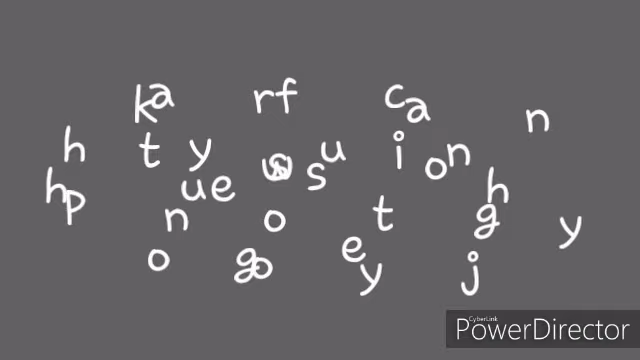 ka rf ca n
h t y u i on
hp ue s h
n o t g y
o go e y j
CyberLink
PowerDirector